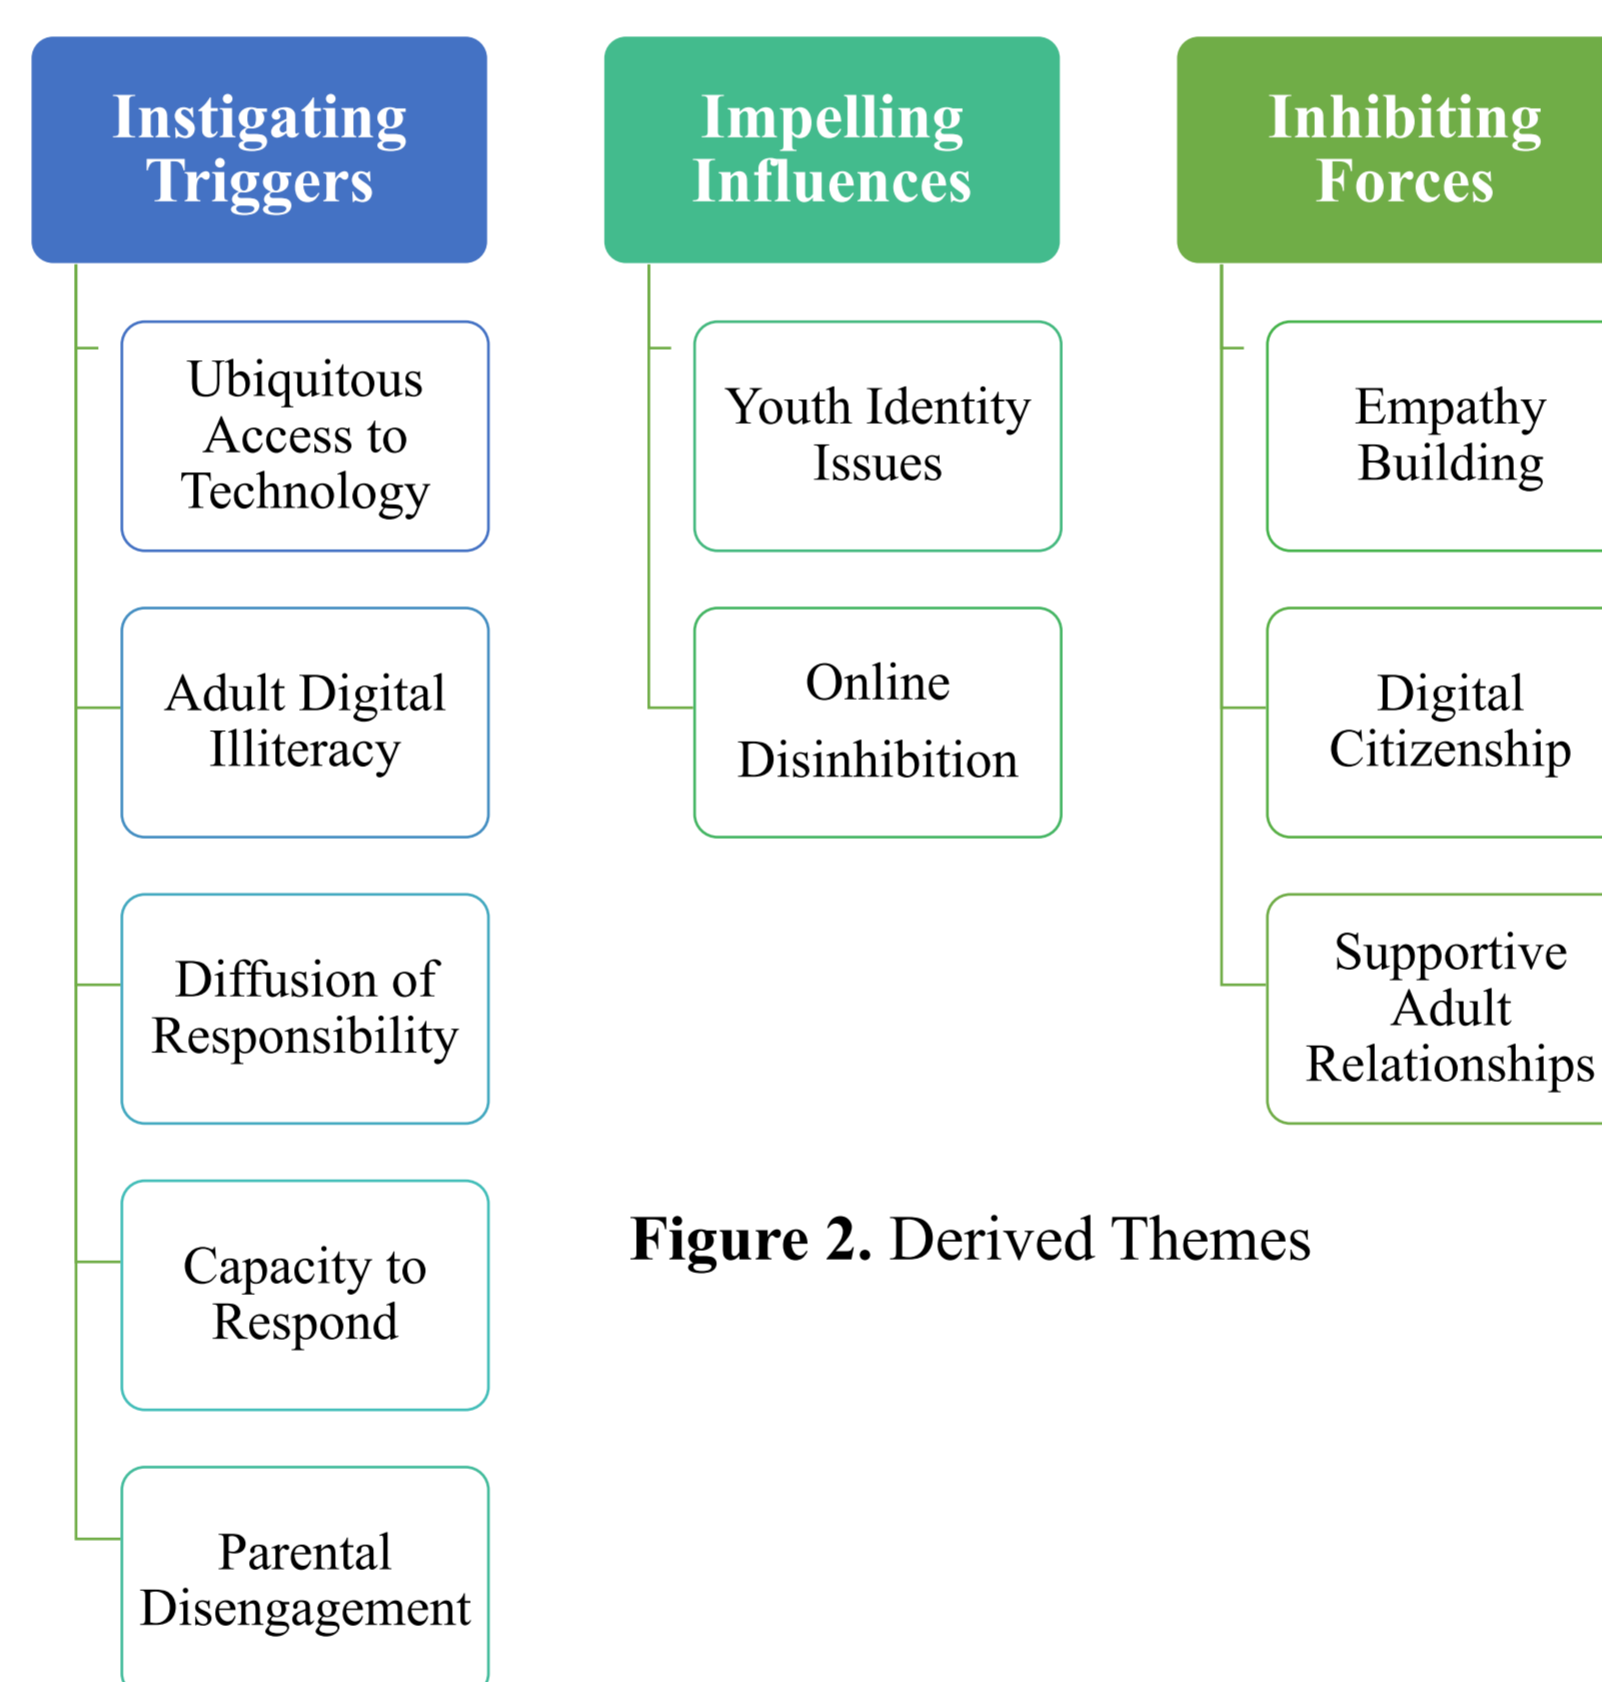 Instigating
Triggers
Ubiquitous
Access to
Technology
Adult Digital
Illiteracy
Diffusion of
Responsibility
Capacity to
Respond
Parental
Disengagement
Impelling
Influences
Youth Identity
Issues
Online
Disinhibition
Inhibiting
Forces
Empathy
Building
Digital
Citizenship
Supportive
Adult
Relationships
Figure 2. Derived Themes